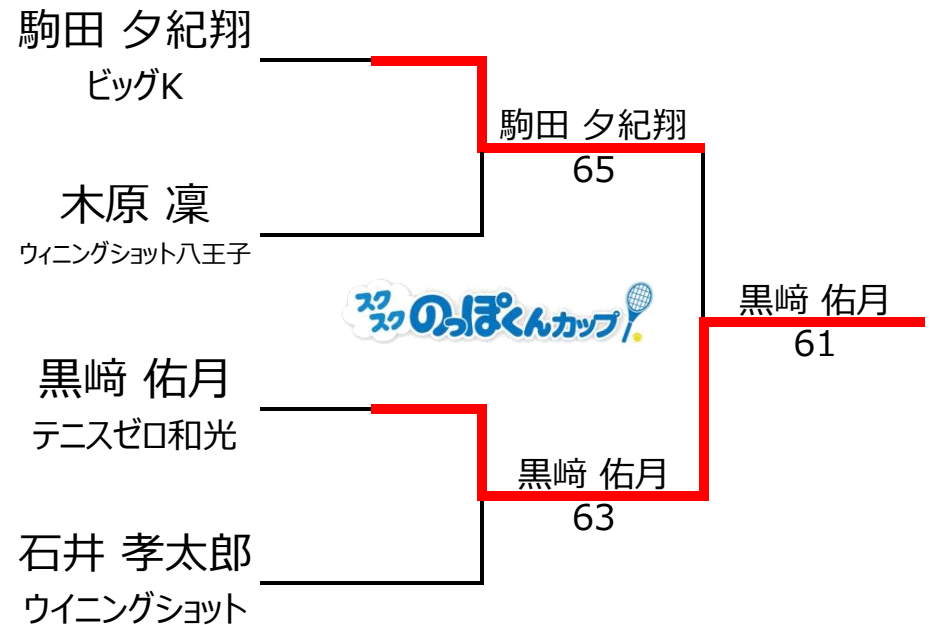 駒田 夕紀翔
ビッグK
木原 凜
ウィニングショット八王子
黒﨑 佑月
テニスゼロ和光
石井 孝太郎
ウイニングショット
駒田 夕紀翔
65
スクスク のっぽくんカップ
黒﨑 佑月
63
黒﨑 佑月
61